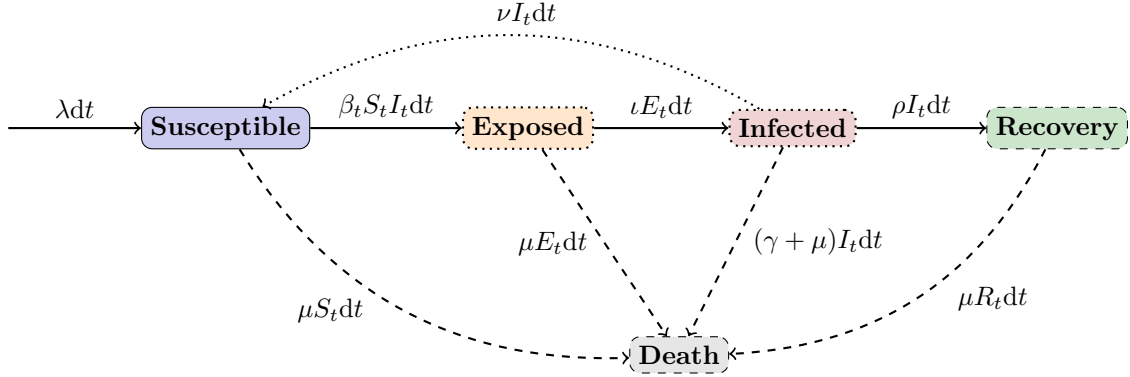 νI_tdt
λdt
Susceptible
β_tS_tI_tdt
Exposed
ιE_tdt
Infected
ρI_tdt
Recovery
μE_tdt
(γ + μ)I_tdt
μS_tdt
μR_tdt
Death